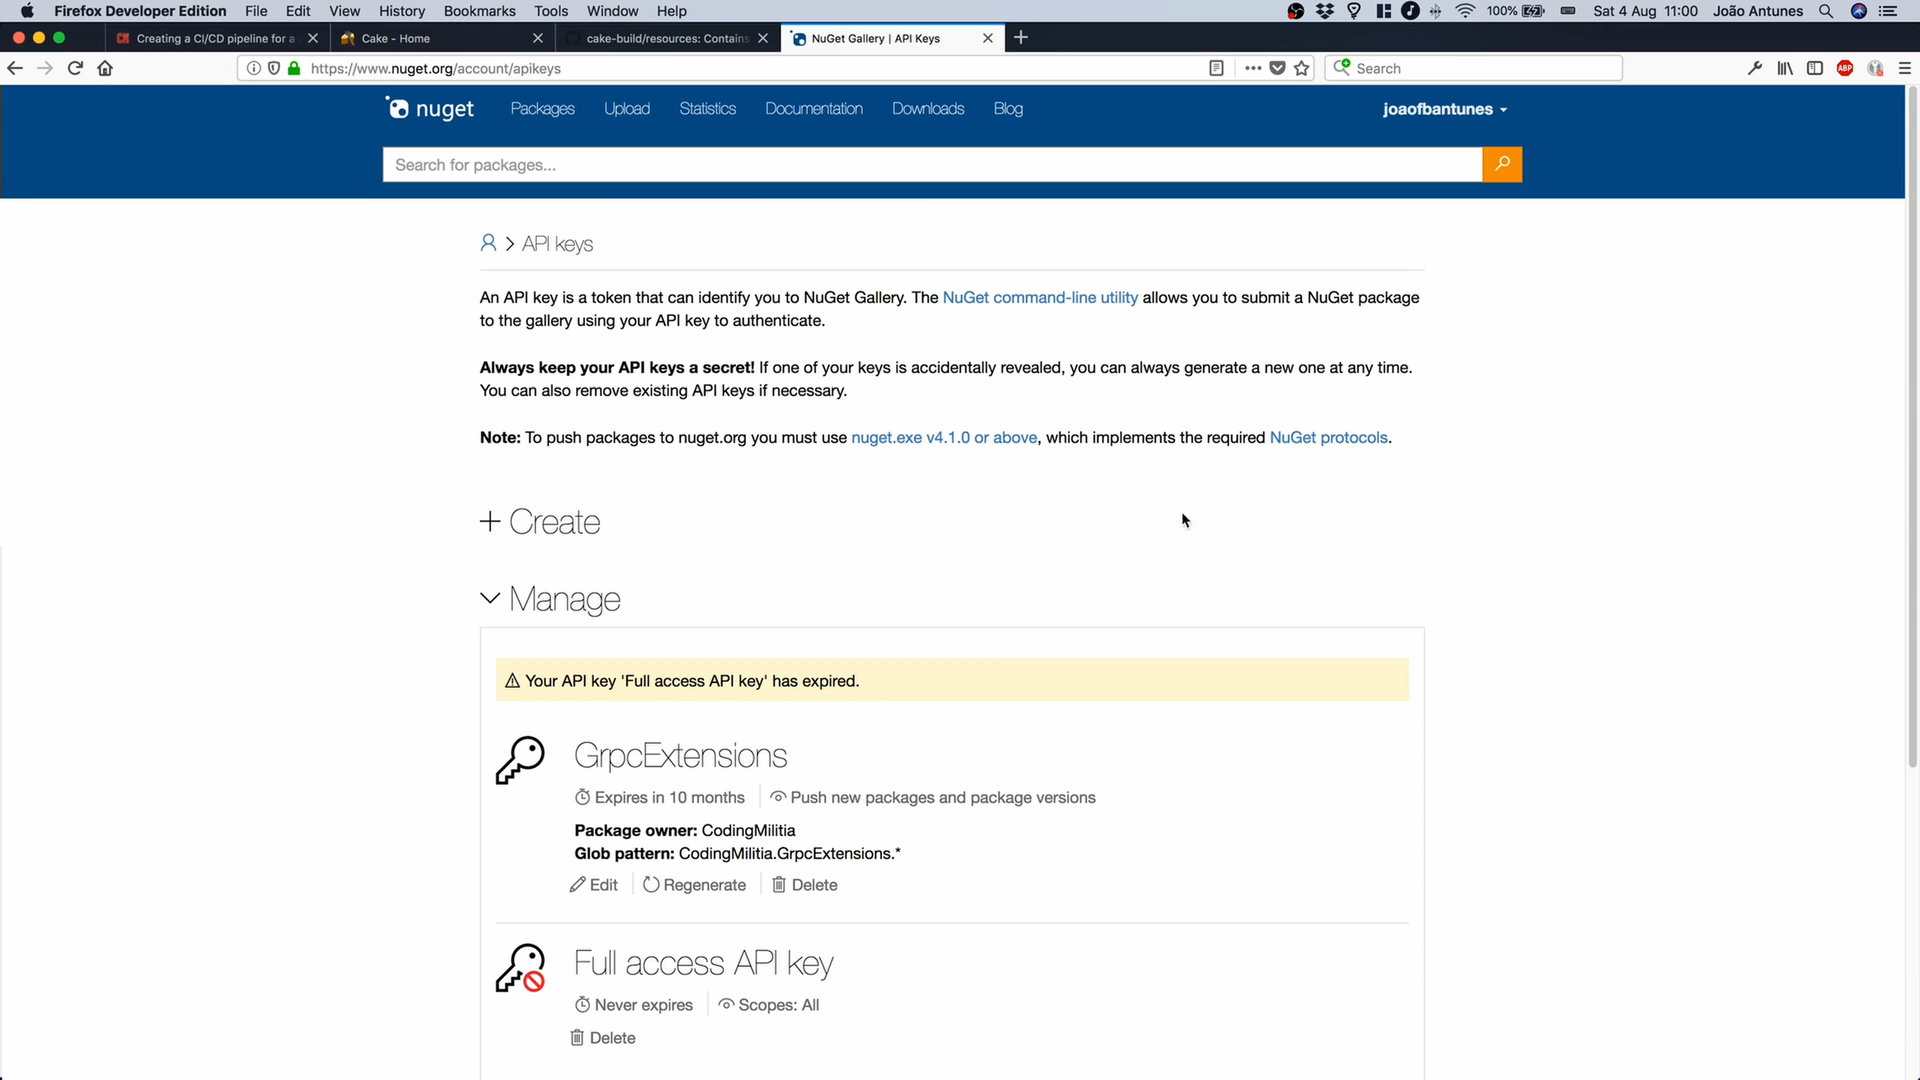 Firefox Developer Edition File Edit View History Bookmarks Tools Window Help 100% Sat 4 Aug 11:00 João Antunes
Creating a CI/CD pipeline for a Cake - Home cake-build/resources: Contains NuGet Gallery | API Keys
https://www.nuget.org/account/apikeys Search ABP
nuget Packages Upload Statistics Documentation Downloads Blog joaofbantunes
Search for packages...
API keys
An API key is a token that can identify you to NuGet Gallery. The NuGet command-line utility allows you to submit a NuGet package
to the gallery using your API key to authenticate.
Always keep your API keys a secret! If one of your keys is accidentally revealed, you can always generate a new one at any time.
You can also remove existing API keys if necessary.
Note: To push packages to nuget.org you must use nuget.exe v4.1.0 or above, which implements the required NuGet protocols.
Create
Manage
Your API key 'Full access API key' has expired.
GrpcExtensions
Expires in 10 months Push new packages and package versions
Package owner: CodingMilitia
Glob pattern: CodingMilitia.GrpcExtensions.*
Edit Regenerate Delete
Full access API key
Never expires Scopes: All
Delete